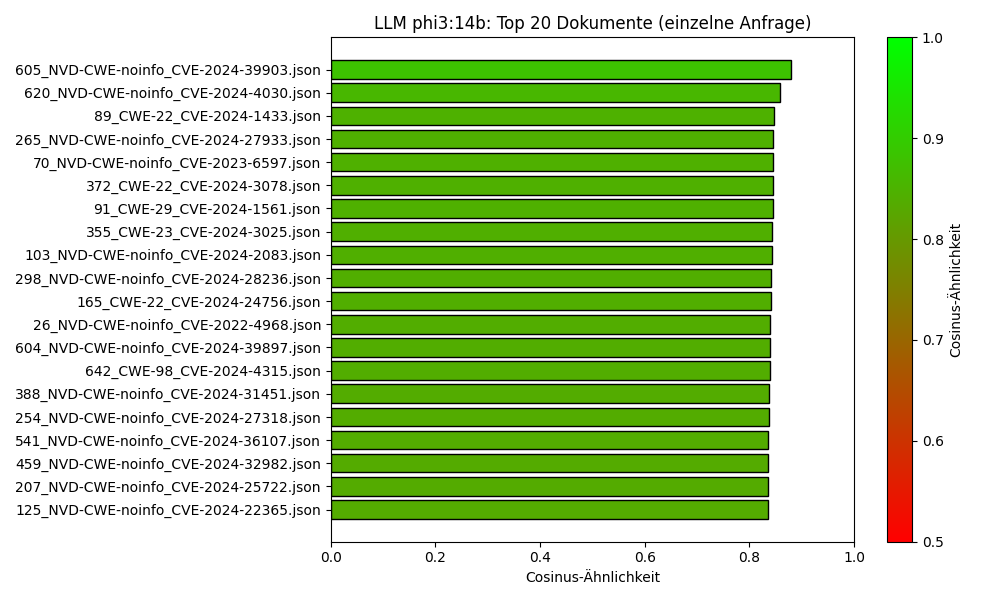 LLM phi3:14b: Top 20 Dokumente (einzelne Anfrage)
605_NVD-CWE-noinfo_CVE-2024-39903.json
620_NVD-CWE-noinfo_CVE-2024-4030.json
89_CWE-22_CVE-2024-1433.json
265_NVD-CWE-noinfo_CVE-2024-27933.json
70_NVD-CWE-noinfo_CVE-2023-6597.json
372_CWE-22_CVE-2024-3078.json
91_CWE-29_CVE-2024-1561.json
355_CWE-23_CVE-2024-3025.json
103_NVD-CWE-noinfo_CVE-2024-2083.json
298_NVD-CWE-noinfo_CVE-2024-28236.json
165_CWE-22_CVE-2024-24756.json
26_NVD-CWE-noinfo_CVE-2022-4968.json
604_NVD-CWE-noinfo_CVE-2024-39897.json
642_CWE-98_CVE-2024-4315.json
388_NVD-CWE-noinfo_CVE-2024-31451.json
254_NVD-CWE-noinfo_CVE-2024-27318.json
541_NVD-CWE-noinfo_CVE-2024-36107.json
459_NVD-CWE-noinfo_CVE-2024-32982.json
207_NVD-CWE-noinfo_CVE-2024-25722.json
125_NVD-CWE-noinfo_CVE-2024-22365.json
0.0 0.2 0.4 0.6 0.8 1.0
Cosinus-Ähnlichkeit
1.0
0.9
0.8
0.7
0.6
0.5
Cosinus-Ähnlichkeit